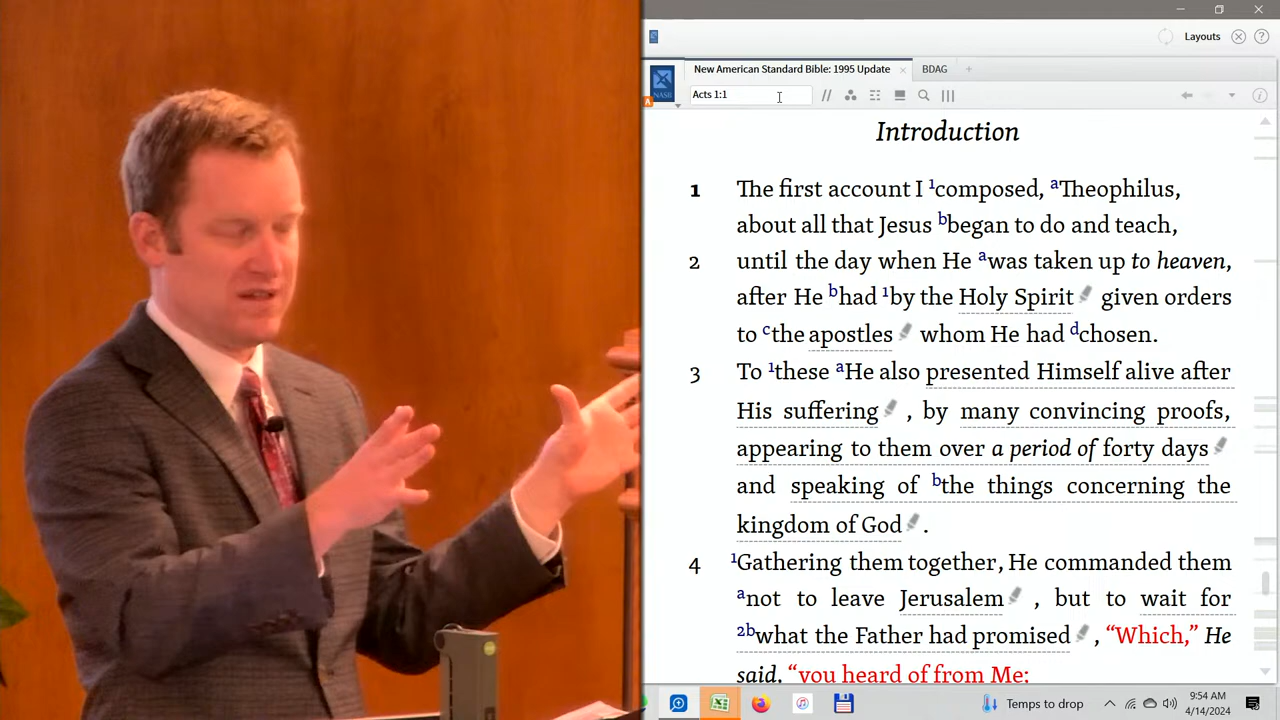 Layouts
New American Standard Bible: 1995 Update
BDAG
NASB
Acts 1:1
Introduction
1 The first account I 1composed, aTheophilus,
about all that Jesus bbegan to do and teach,
2 until the day when He awas taken up to heaven,
after He bhad 1by the Holy Spirit given orders
to cthe apostles whom He had dchosen.
3 To 1these aHe also presented Himself alive after
His suffering , by many convincing proofs,
appearing to them over a period of forty days
and speaking of bthe things concerning the
kingdom of God .
4 1Gathering them together, He commanded them
anot to leave Jerusalem , but to wait for
2bwhat the Father had promised , “Which,” He
said, “you heard of from Me;
Temps to drop
9:54 AM
4/14/2024